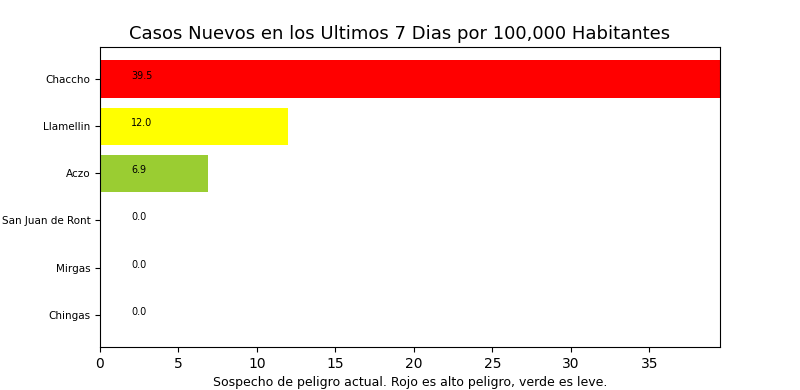 Casos Nuevos en los Ultimos 7 Dias por 100,000 Habitantes
Chaccho 39.5
Llamellin 12.0
Aczo 6.9
San Juan de Ront 0.0
Mirgas 0.0
Chingas 0.0
0 5 10 15 20 25 30 35
Sospecho de peligro actual. Rojo es alto peligro, verde es leve.